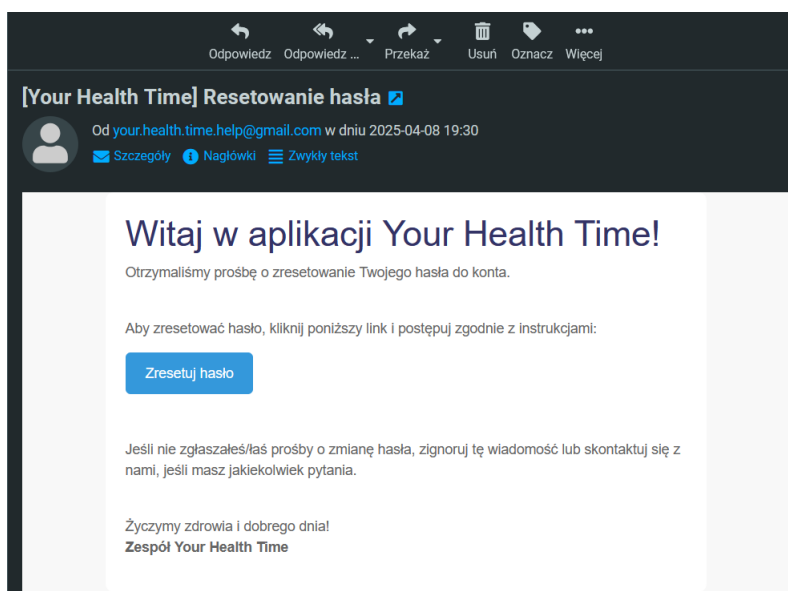 Odpowiedz Odpowiedz ... Przekaż Usuń Oznacz Więcej
[Your Health Time] Resetowanie hasła
Od your.health.time.help@gmail.com w dniu 2025-04-08 19:30
Szczegóły Nagłówki Zwykły tekst
Witaj w aplikacji Your Health Time!
Otrzymaliśmy prośbę o zresetowanie Twojego hasła do konta.
Aby zresetować hasło, kliknij poniższy link i postępuj zgodnie z instrukcjami:
Zresetuj hasło
Jeśli nie zgłaszałeś/łaś prośby o zmianę hasła, zignoruj tę wiadomość lub skontaktuj się z
nami, jeśli masz jakiekolwiek pytania.
Życzymy zdrowia i dobrego dnia!
Zespół Your Health Time